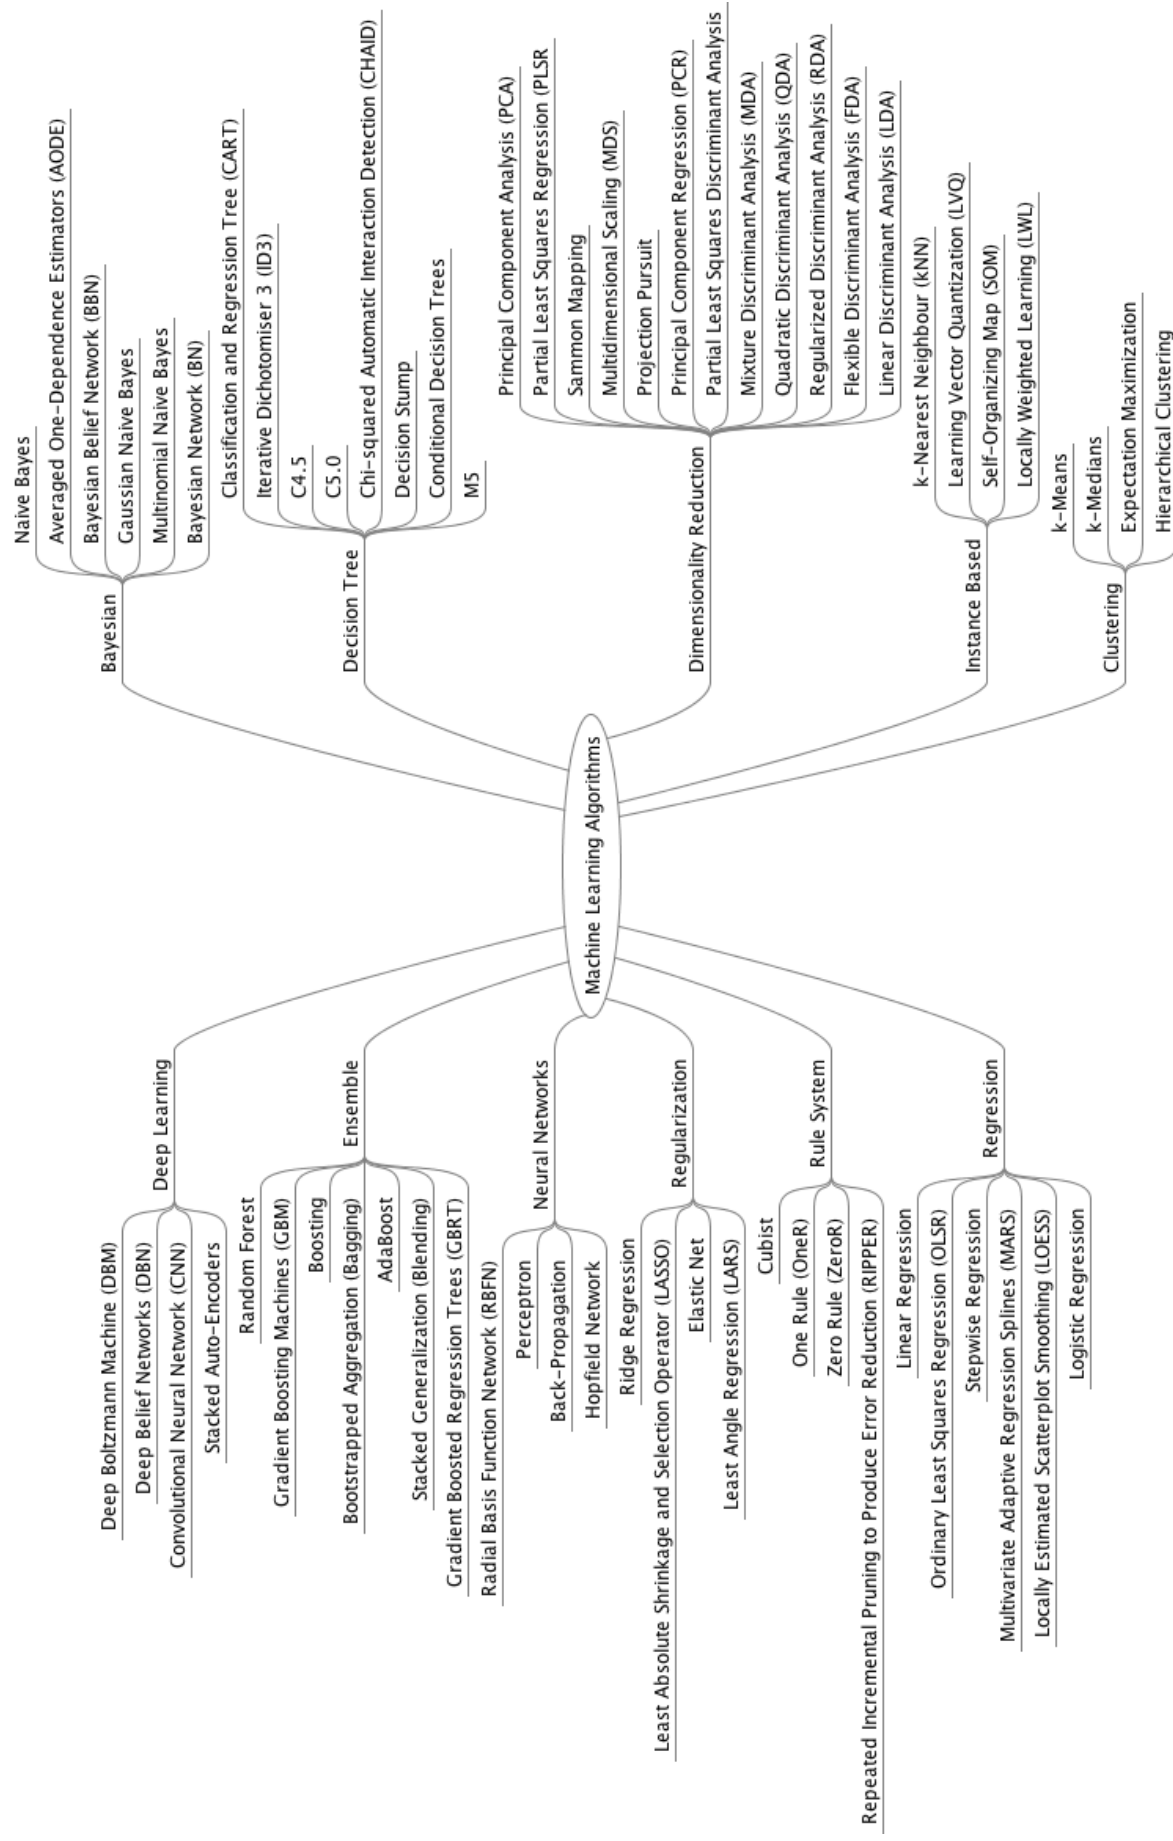 Machine Learning Algorithms
Deep Learning
Deep Boltzmann Machine (DBM)
Deep Belief Networks (DBN)
Convolutional Neural Network (CNN)
Stacked Auto-Encoders
Ensemble
Random Forest
Gradient Boosting Machines (GBM)
Boosting
Bootstrapped Aggregation (Bagging)
AdaBoost
Stacked Generalization (Blending)
Gradient Boosted Regression Trees (GBRT)
Neural Networks
Radial Basis Function Network (RBFN)
Perceptron
Back-Propagation
Hopfield Network
Regularization
Ridge Regression
Least Absolute Shrinkage and Selection Operator (LASSO)
Elastic Net
Least Angle Regression (LARS)
Rule System
Cubist
One Rule (OneR)
Zero Rule (ZeroR)
Repeated Incremental Pruning to Produce Error Reduction (RIPPER)
Regression
Linear Regression
Ordinary Least Squares Regression (OLSR)
Stepwise Regression
Multivariate Adaptive Regression Splines (MARS)
Locally Estimated Scatterplot Smoothing (LOESS)
Logistic Regression
Bayesian
Naive Bayes
Averaged One-Dependence Estimators (AODE)
Bayesian Belief Network (BBN)
Gaussian Naive Bayes
Multinomial Naive Bayes
Bayesian Network (BN)
Decision Tree
Classification and Regression Tree (CART)
Iterative Dichotomiser 3 (ID3)
C4.5
C5.0
Chi-squared Automatic Interaction Detection (CHAID)
Decision Stump
Conditional Decision Trees
M5
Dimensionality Reduction
Principal Component Analysis (PCA)
Partial Least Squares Regression (PLSR
Sammon Mapping
Multidimensional Scaling (MDS)
Projection Pursuit
Principal Component Regression (PCR)
Partial Least Squares Discriminant Analysis
Mixture Discriminant Analysis (MDA)
Quadratic Discriminant Analysis (QDA)
Regularized Discriminant Analysis (RDA)
Flexible Discriminant Analysis (FDA)
Linear Discriminant Analysis (LDA)
Instance Based
k-Nearest Neighbour (kNN)
Learning Vector Quantization (LVQ)
Self-Organizing Map (SOM)
Locally Weighted Learning (LWL)
Clustering
k-Means
k-Medians
Expectation Maximization
Hierarchical Clustering